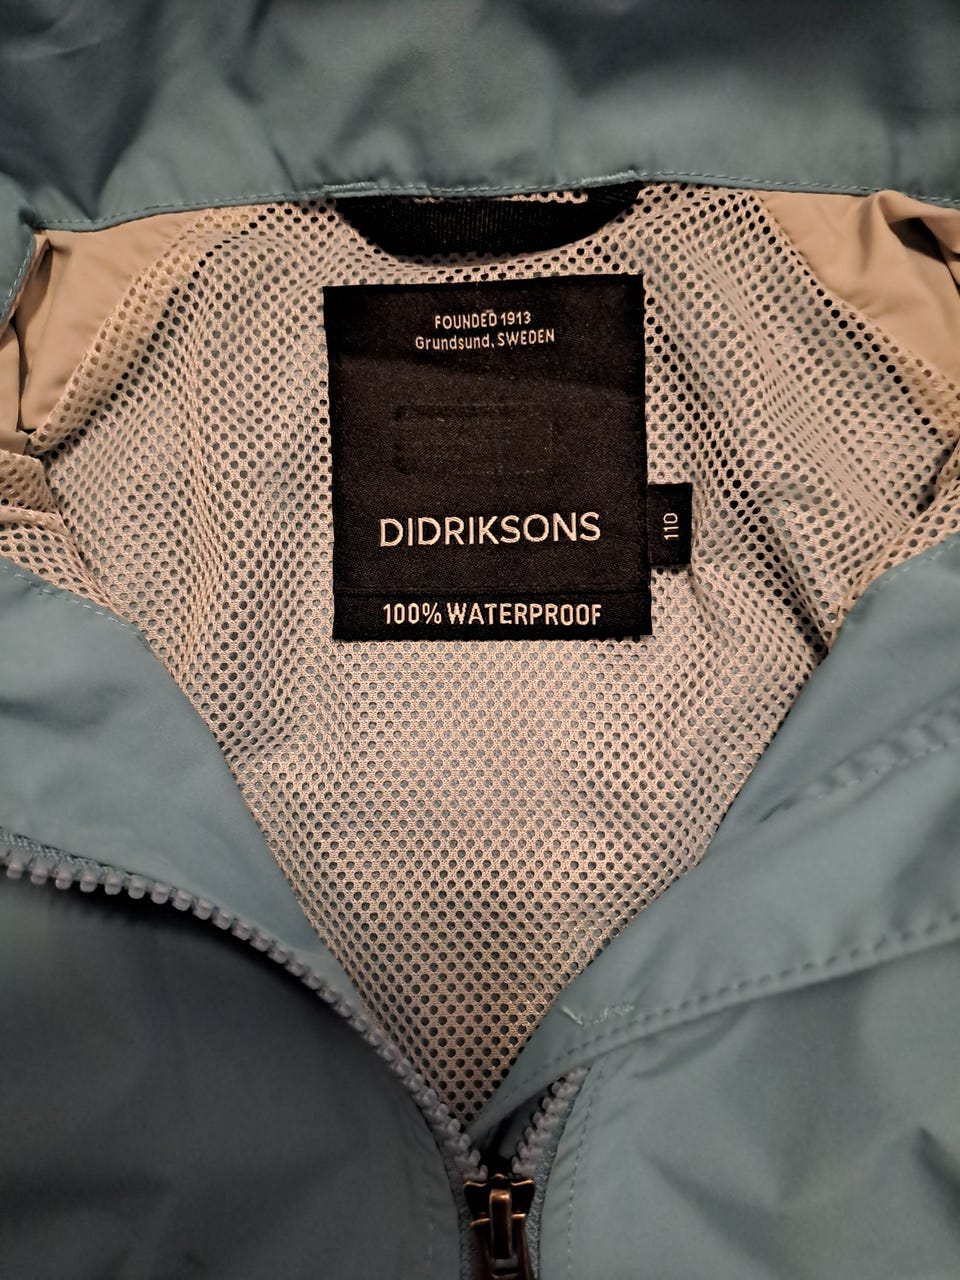 FOUNDED 1913
Grundsund, SWEDEN
DIDRIKSONS
110
100% WATERPROOF